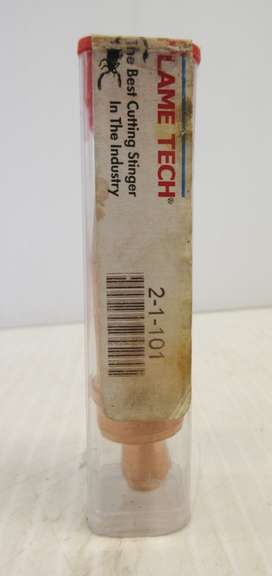 LAME TECH®
The Best Cutting Stinger
In The Industry
2-1-101